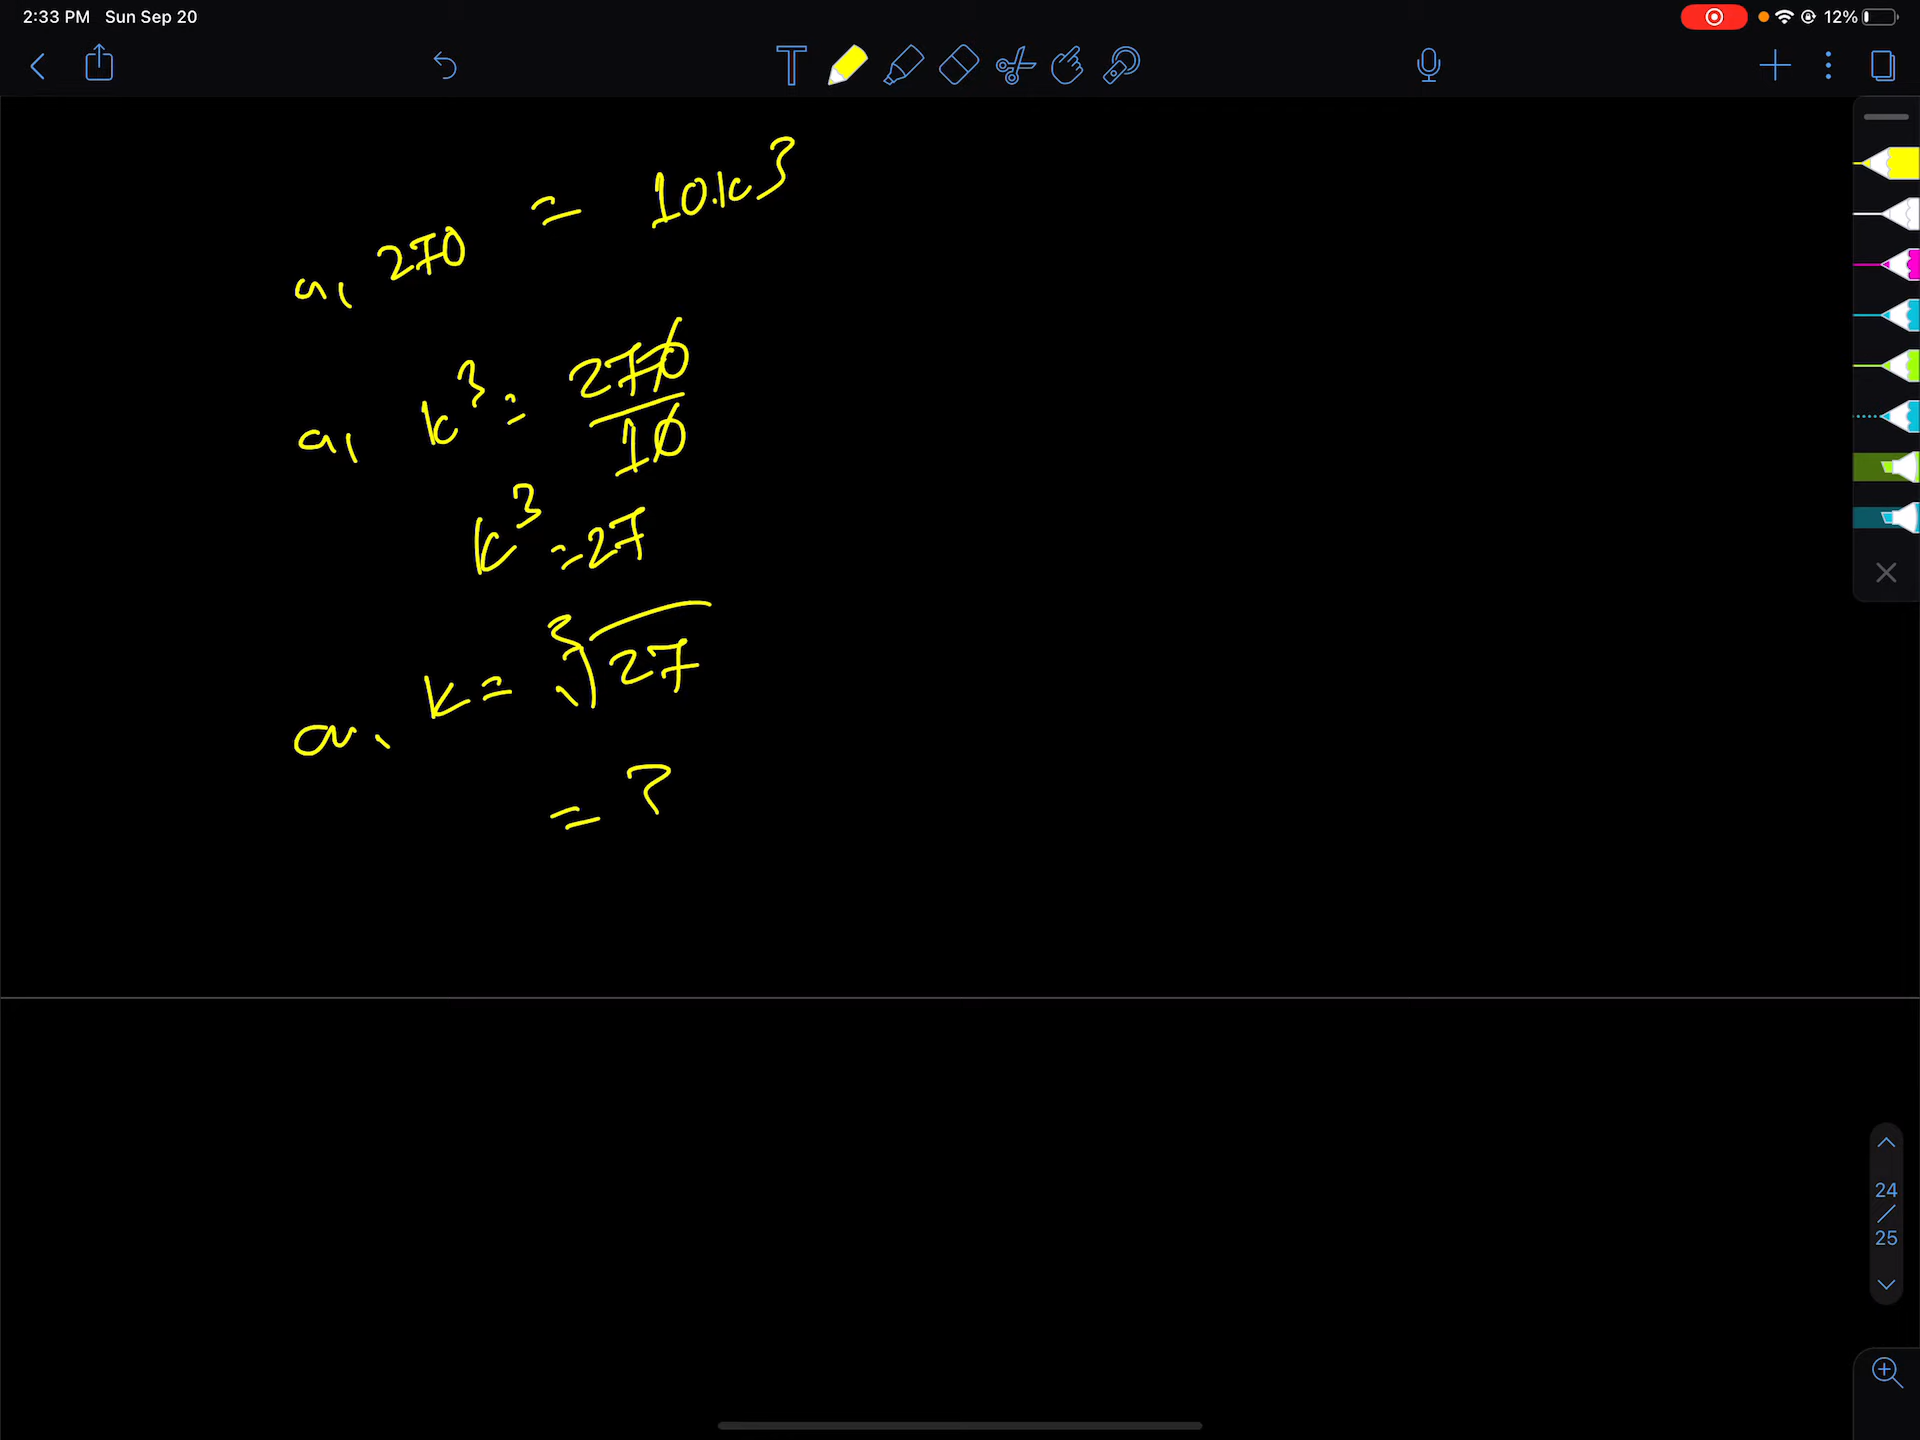 2:33 PM Sun Sep 20
12%
T
a, 270 = 10.k³
a, k³ = 270/10
k³ = 27
a, k = ∛27
= ?
24
/
25